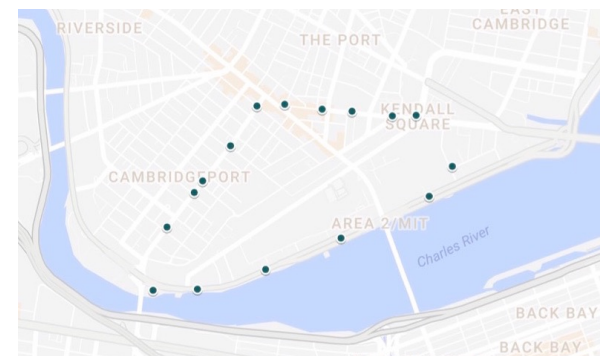 EAST
CAMBRIDGE
RIVERSIDE
THE PORT
KENDALL
SQUARE
CAMBRIDGEPORT
AREA 2/MIT
Charles River
BACK BAY
BACK BAY